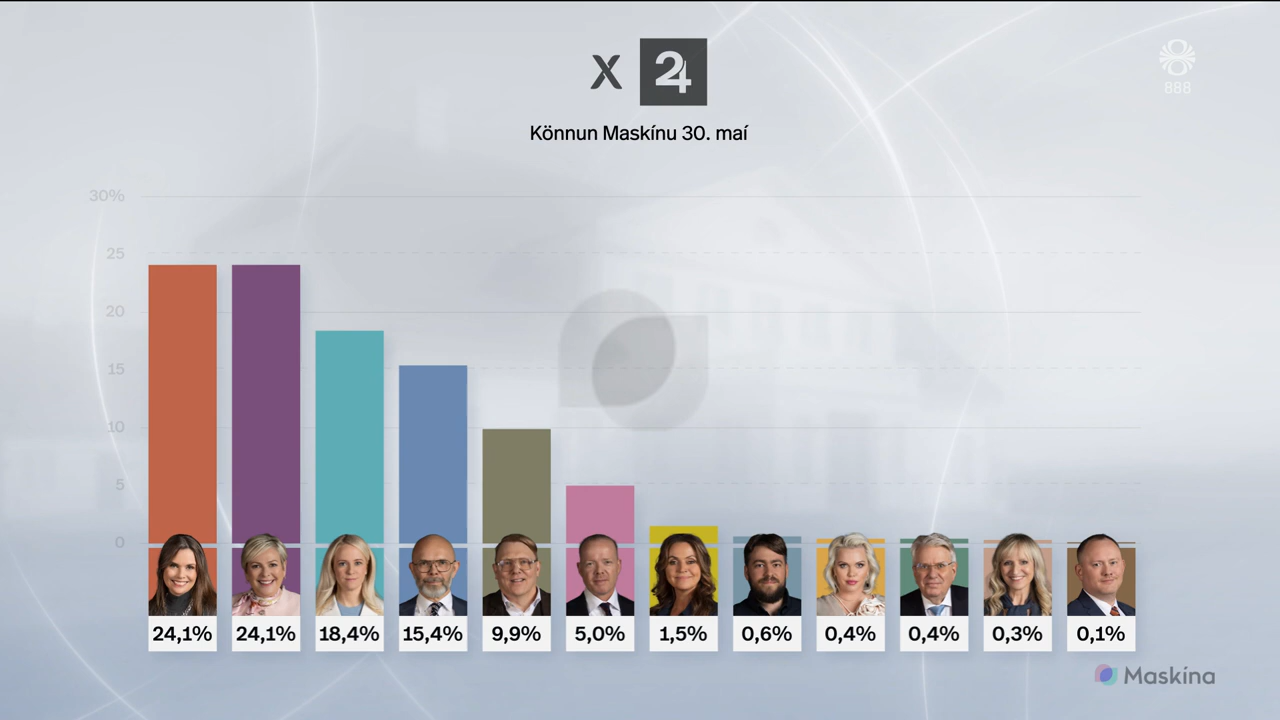 X 24
888
Könnun Maskínu 30. maí
30%
25
20
15
10
5
0
24,1% 24,1% 18,4% 15,4% 9,9% 5,0% 1,5% 0,6% 0,4% 0,4% 0,3% 0,1%
Maskína